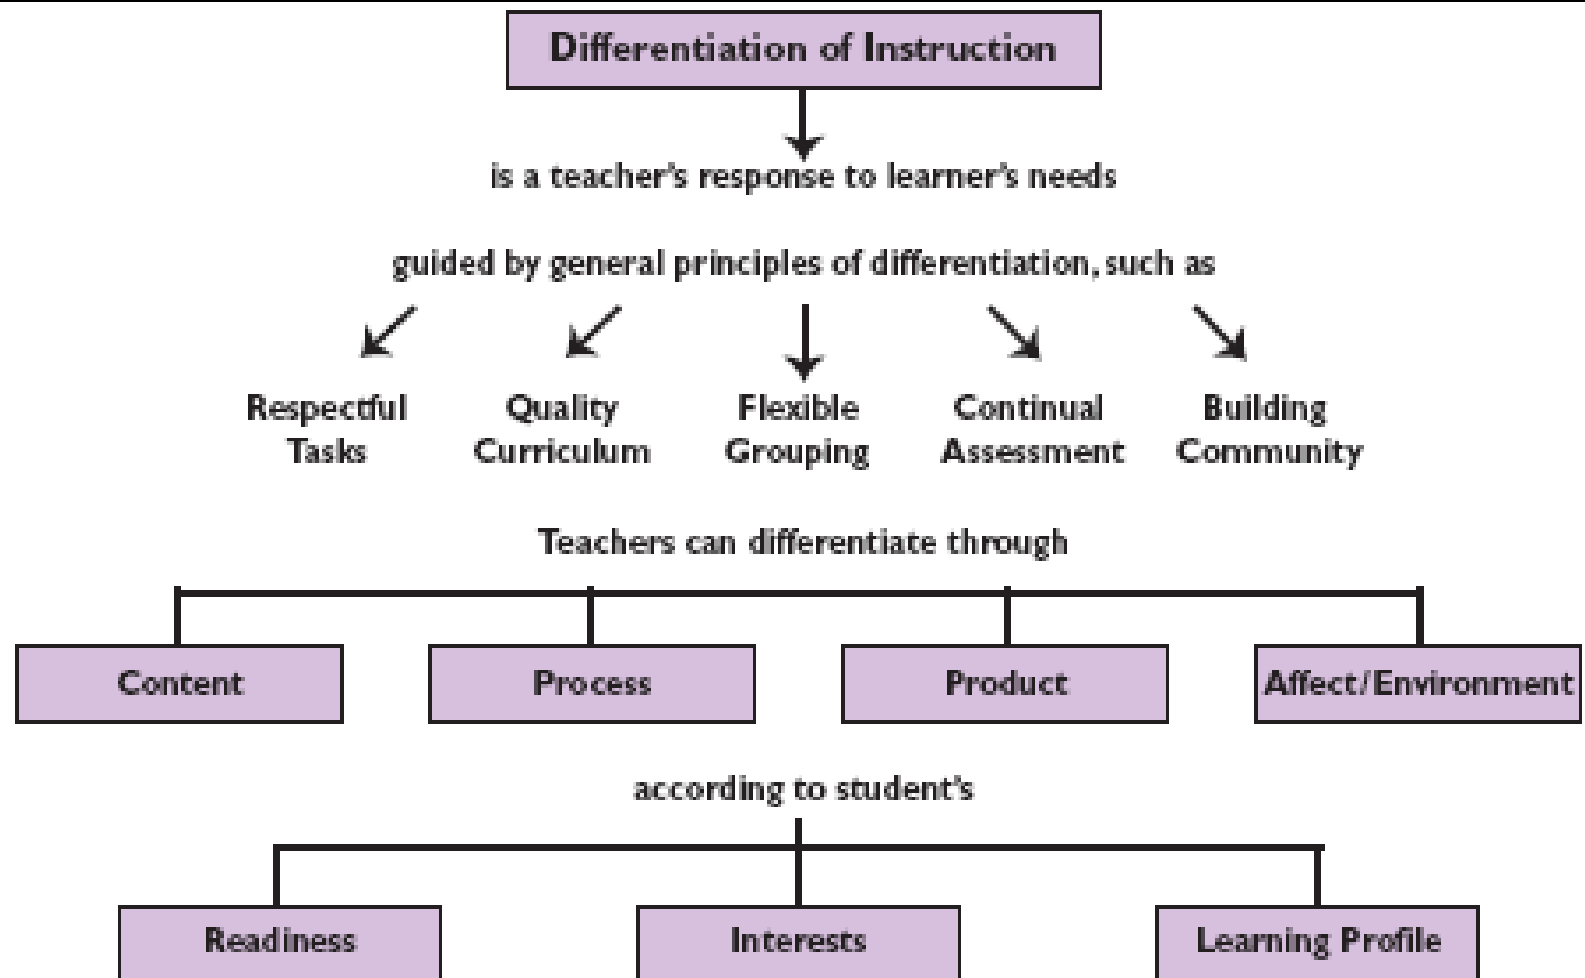 Differentiation of Instruction
is a teacher's response to learner's needs
guided by general principles of differentiation, such as
Respectful Tasks
Quality Curriculum
Flexible Grouping
Continual Assessment
Building Community
Teachers can differentiate through
Content
Process
Product
Affect/Environment
according to student's
Readiness
Interests
Learning Profile